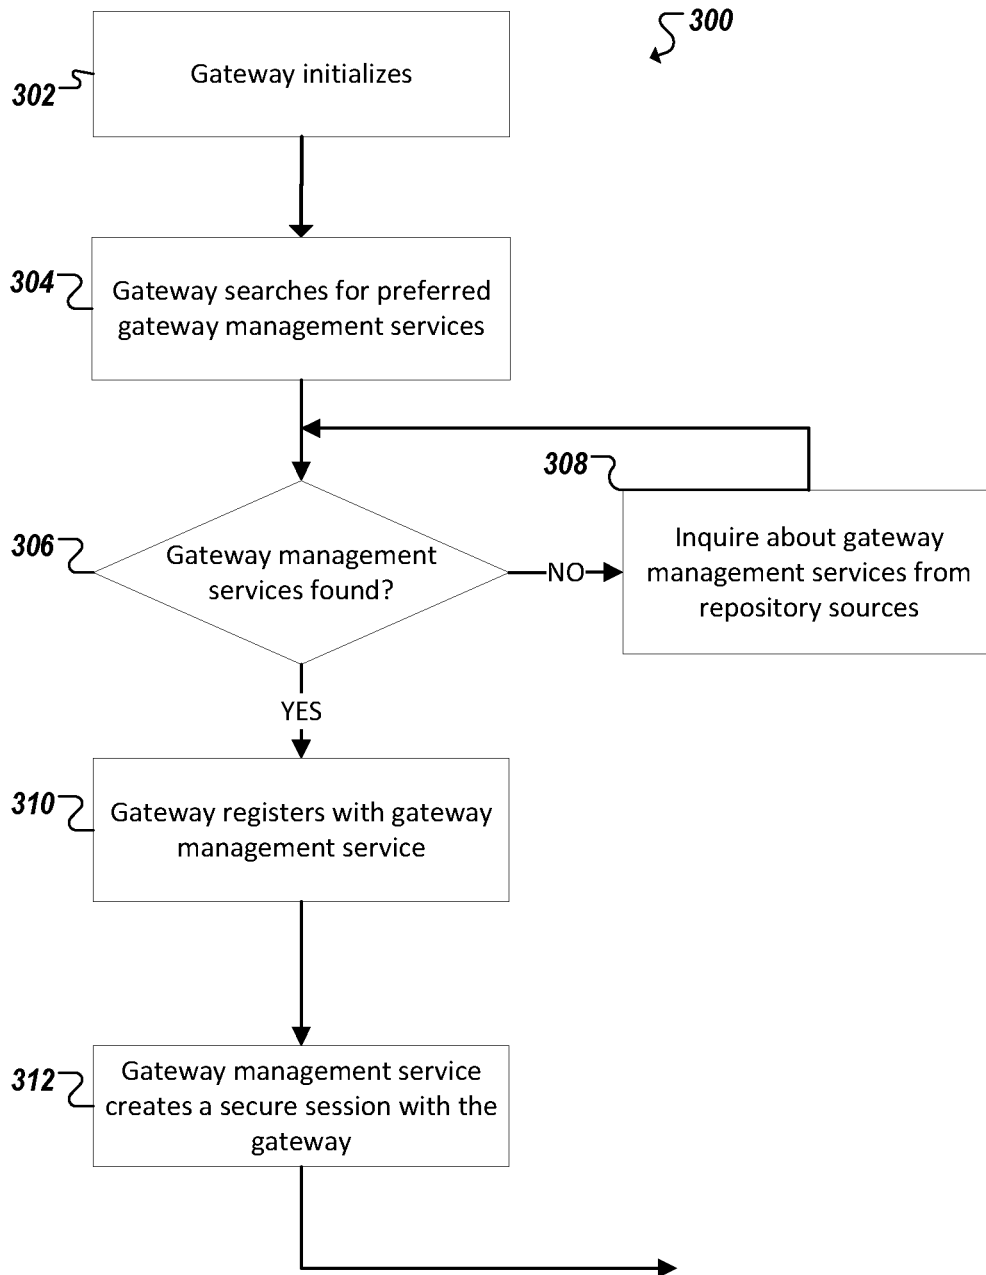 300
302
Gateway initializes
304
Gateway searches for preferred
gateway management services
308
306
Gateway management
services found?
NO
Inquire about gateway
management services from
repository sources
YES
310
Gateway registers with gateway
management service
312
Gateway management service
creates a secure session with the
gateway